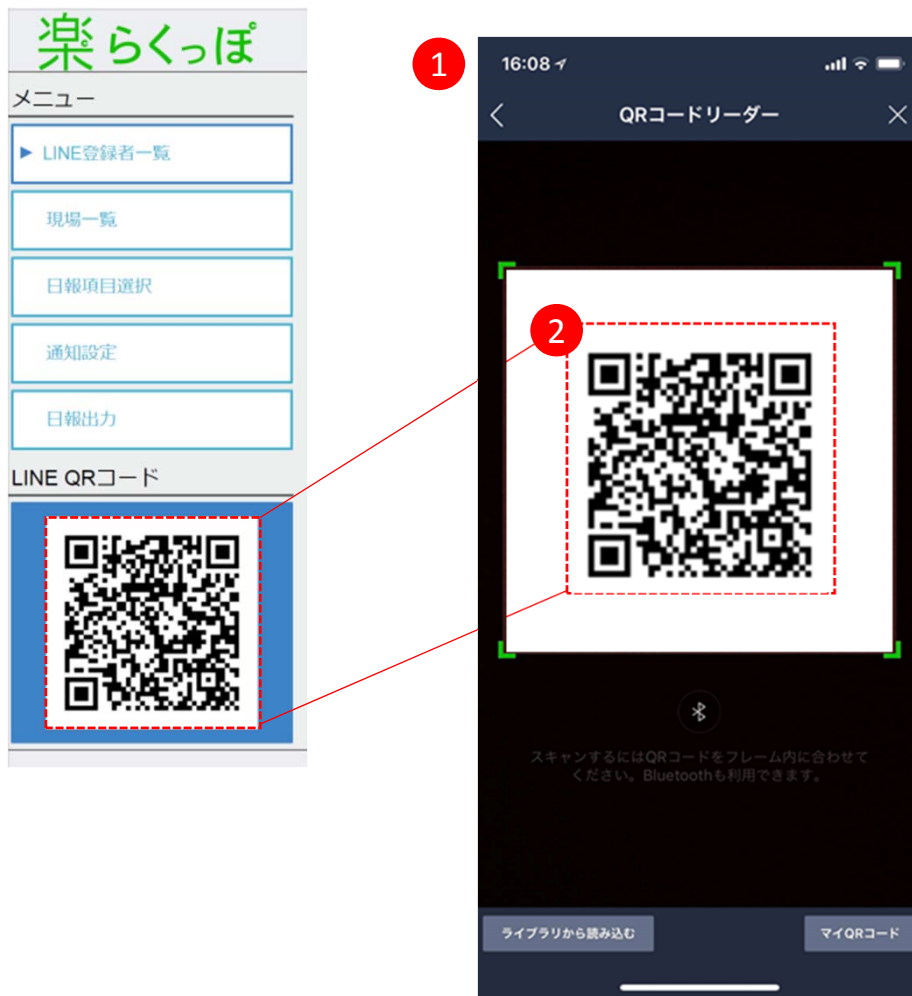 楽らくっぽ
メニュー
▶ LINE登録者一覧
現場一覧
日報項目選択
通知設定
日報出力
LINE QRコード
1
16:08
QRコードリーダー
2
スキャンするにはQRコードをフレーム内に合わせて
ください。Bluetoothも利用できます。
ライブラリから読み込む
マイQRコード